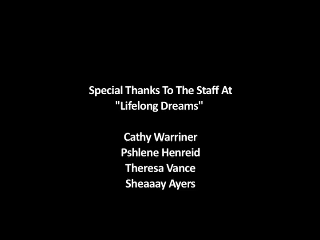 Special Thanks To The Staff At
"Lifelong Dreams"
Cathy Warriner
Pshlene Henreid
Theresa Vance
Sheaaay Ayers